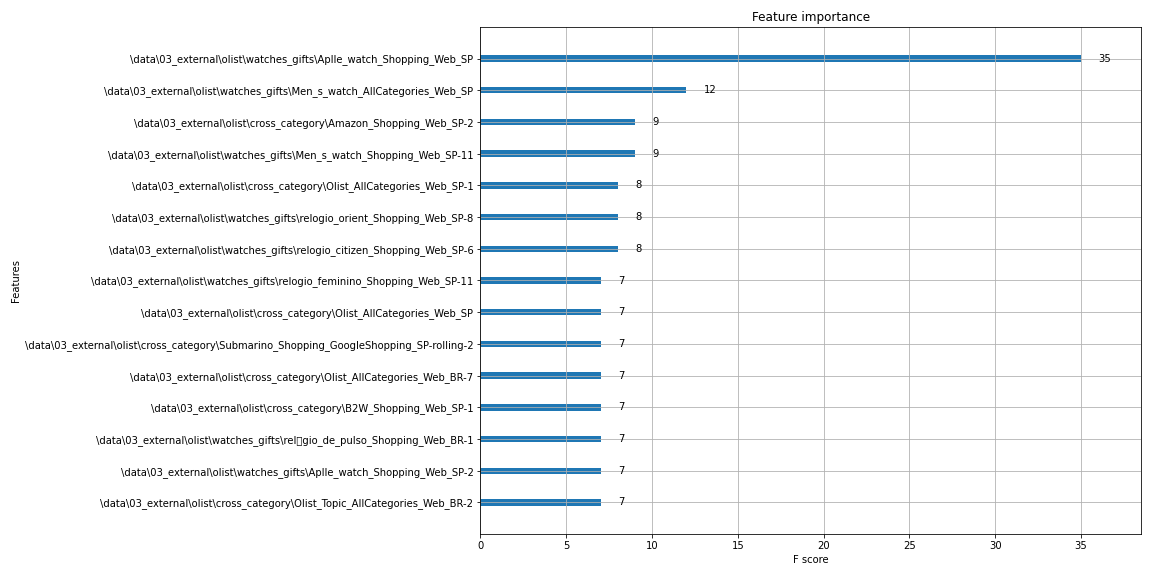 Feature importance
\data\03_external\olist\watches_gifts\Aplle_watch_Shopping_Web_SP 35
\data\03_external\olist\watches_gifts\Men_s_watch_AllCategories_Web_SP 12
\data\03_external\olist\cross_category\Amazon_Shopping_Web_SP-2 9
\data\03_external\olist\watches_gifts\Men_s_watch_Shopping_Web_SP-11 9
\data\03_external\olist\cross_category\Olist_AllCategories_Web_SP-1 8
\data\03_external\olist\watches_gifts\relogio_orient_Shopping_Web_SP-8 8
\data\03_external\olist\watches_gifts\relogio_citizen_Shopping_Web_SP-6 8
\data\03_external\olist\watches_gifts\relogio_feminino_Shopping_Web_SP-11 7
\data\03_external\olist\cross_category\Olist_AllCategories_Web_SP 7
\data\03_external\olist\cross_category\Submarino_Shopping_GoogleShopping_SP-rolling-2 7
\data\03_external\olist\cross_category\Olist_AllCategories_Web_BR-7 7
\data\03_external\olist\cross_category\B2W_Shopping_Web_SP-1 7
\data\03_external\olist\watches_gifts\rel▯gio_de_pulso_Shopping_Web_BR-1 7
\data\03_external\olist\watches_gifts\Aplle_watch_Shopping_Web_SP-2 7
\data\03_external\olist\cross_category\Olist_Topic_AllCategories_Web_BR-2 7
Features
0 5 10 15 20 25 30 35
F score